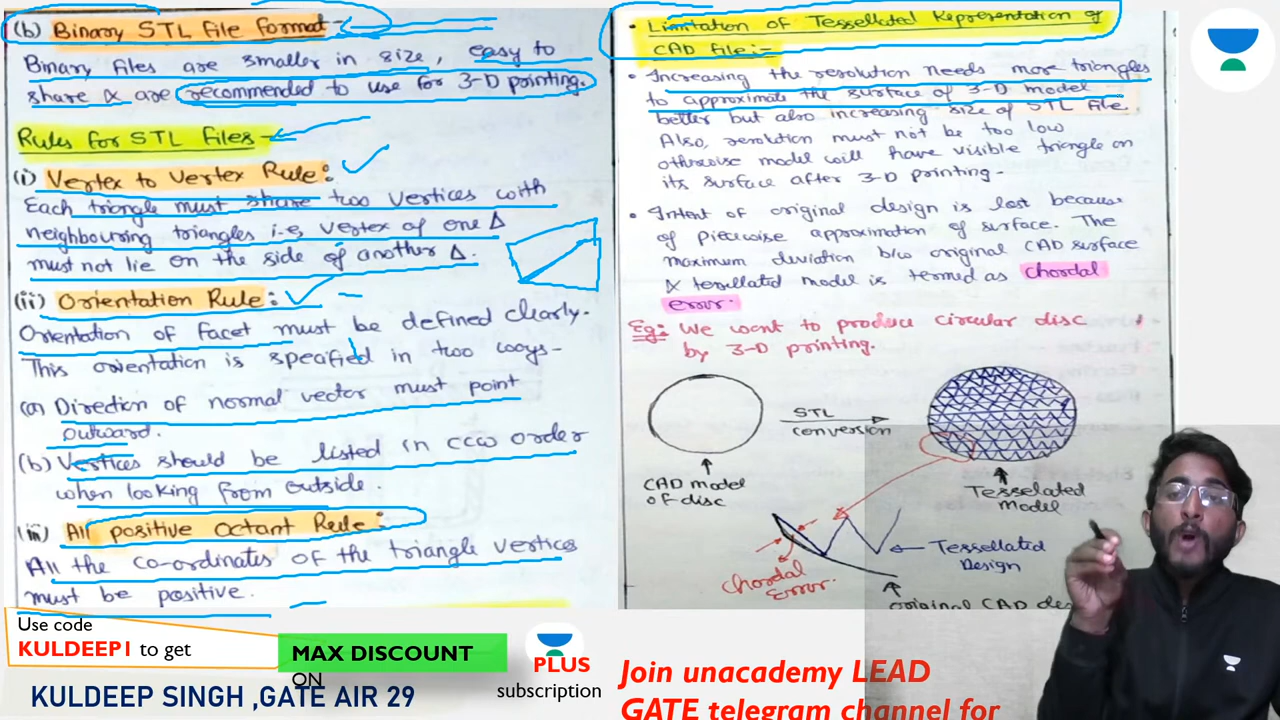 (b) Binary STL file format -
Binary files are smaller in size, easy to
share & are recommended to use for 3-D printing.
Rules for STL files -
(i) Vertex to Vertex Rule:
Each triangle must share two vertices with
neighbouring triangles i.e, vertex of one Δ
must not lie on the side of another Δ.
(ii) Orientation Rule:
Orientation of facet must be defined clearly.
This orientation is specified in two ways-
(a) Direction of normal vector must point
outward.
(b) Vertices should be listed in CCW order
when looking from outside.
(iii) All positive Octant Rule:
All the co-ordinates of the triangle vertices
must be positive.
• Limitation of Tessellated Representation of
CAD file:-
• Increasing the resolution needs more triangles
to approximate the surface of 3-D model
better but also increasing size of STL file.
Also, resolution must not be too low
otherwise model will have visible triangle on
its surface after 3-D printing-
• Intent of original design is lost because
of piecewise approximation of surface. The
maximum deviation b/w original CAD surface
& tessellated model is termed as chordal
error.
Eg: We want to produce circular disc
by 3-D printing.
STL
conversion
CAD model
of disc
Tesselated
Model
Chordal
Error.
Tessellated
Design
original CAD de
Use code
KULDEEP1 to get
MAX DISCOUNT
ON
PLUS
subscription
KULDEEP SINGH ,GATE AIR 29
Join unacademy LEAD
GATE telegram channel for